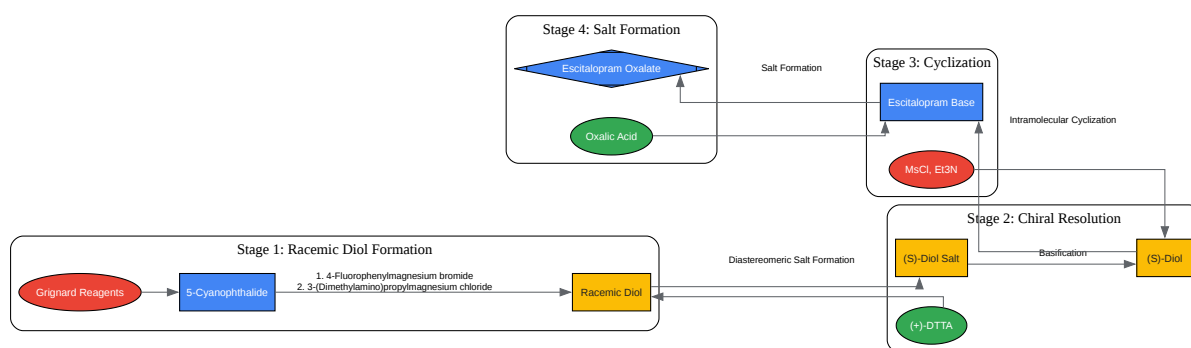 Stage 4: Salt Formation
Escitalopram Oxalate
Salt Formation
Oxalic Acid
Stage 3: Cyclization
Escitalopram Base
Intramolecular Cyclization
MsCl, Et3N
Stage 1: Racemic Diol Formation
Grignard Reagents
5-Cyanophthalide
1. 4-Fluorophenylmagnesium bromide
2. 3-(Dimethylamino)propylmagnesium chloride
Racemic Diol
Diastereomeric Salt Formation
Stage 2: Chiral Resolution
(S)-Diol Salt
Basification
(S)-Diol
(+)-DTTA